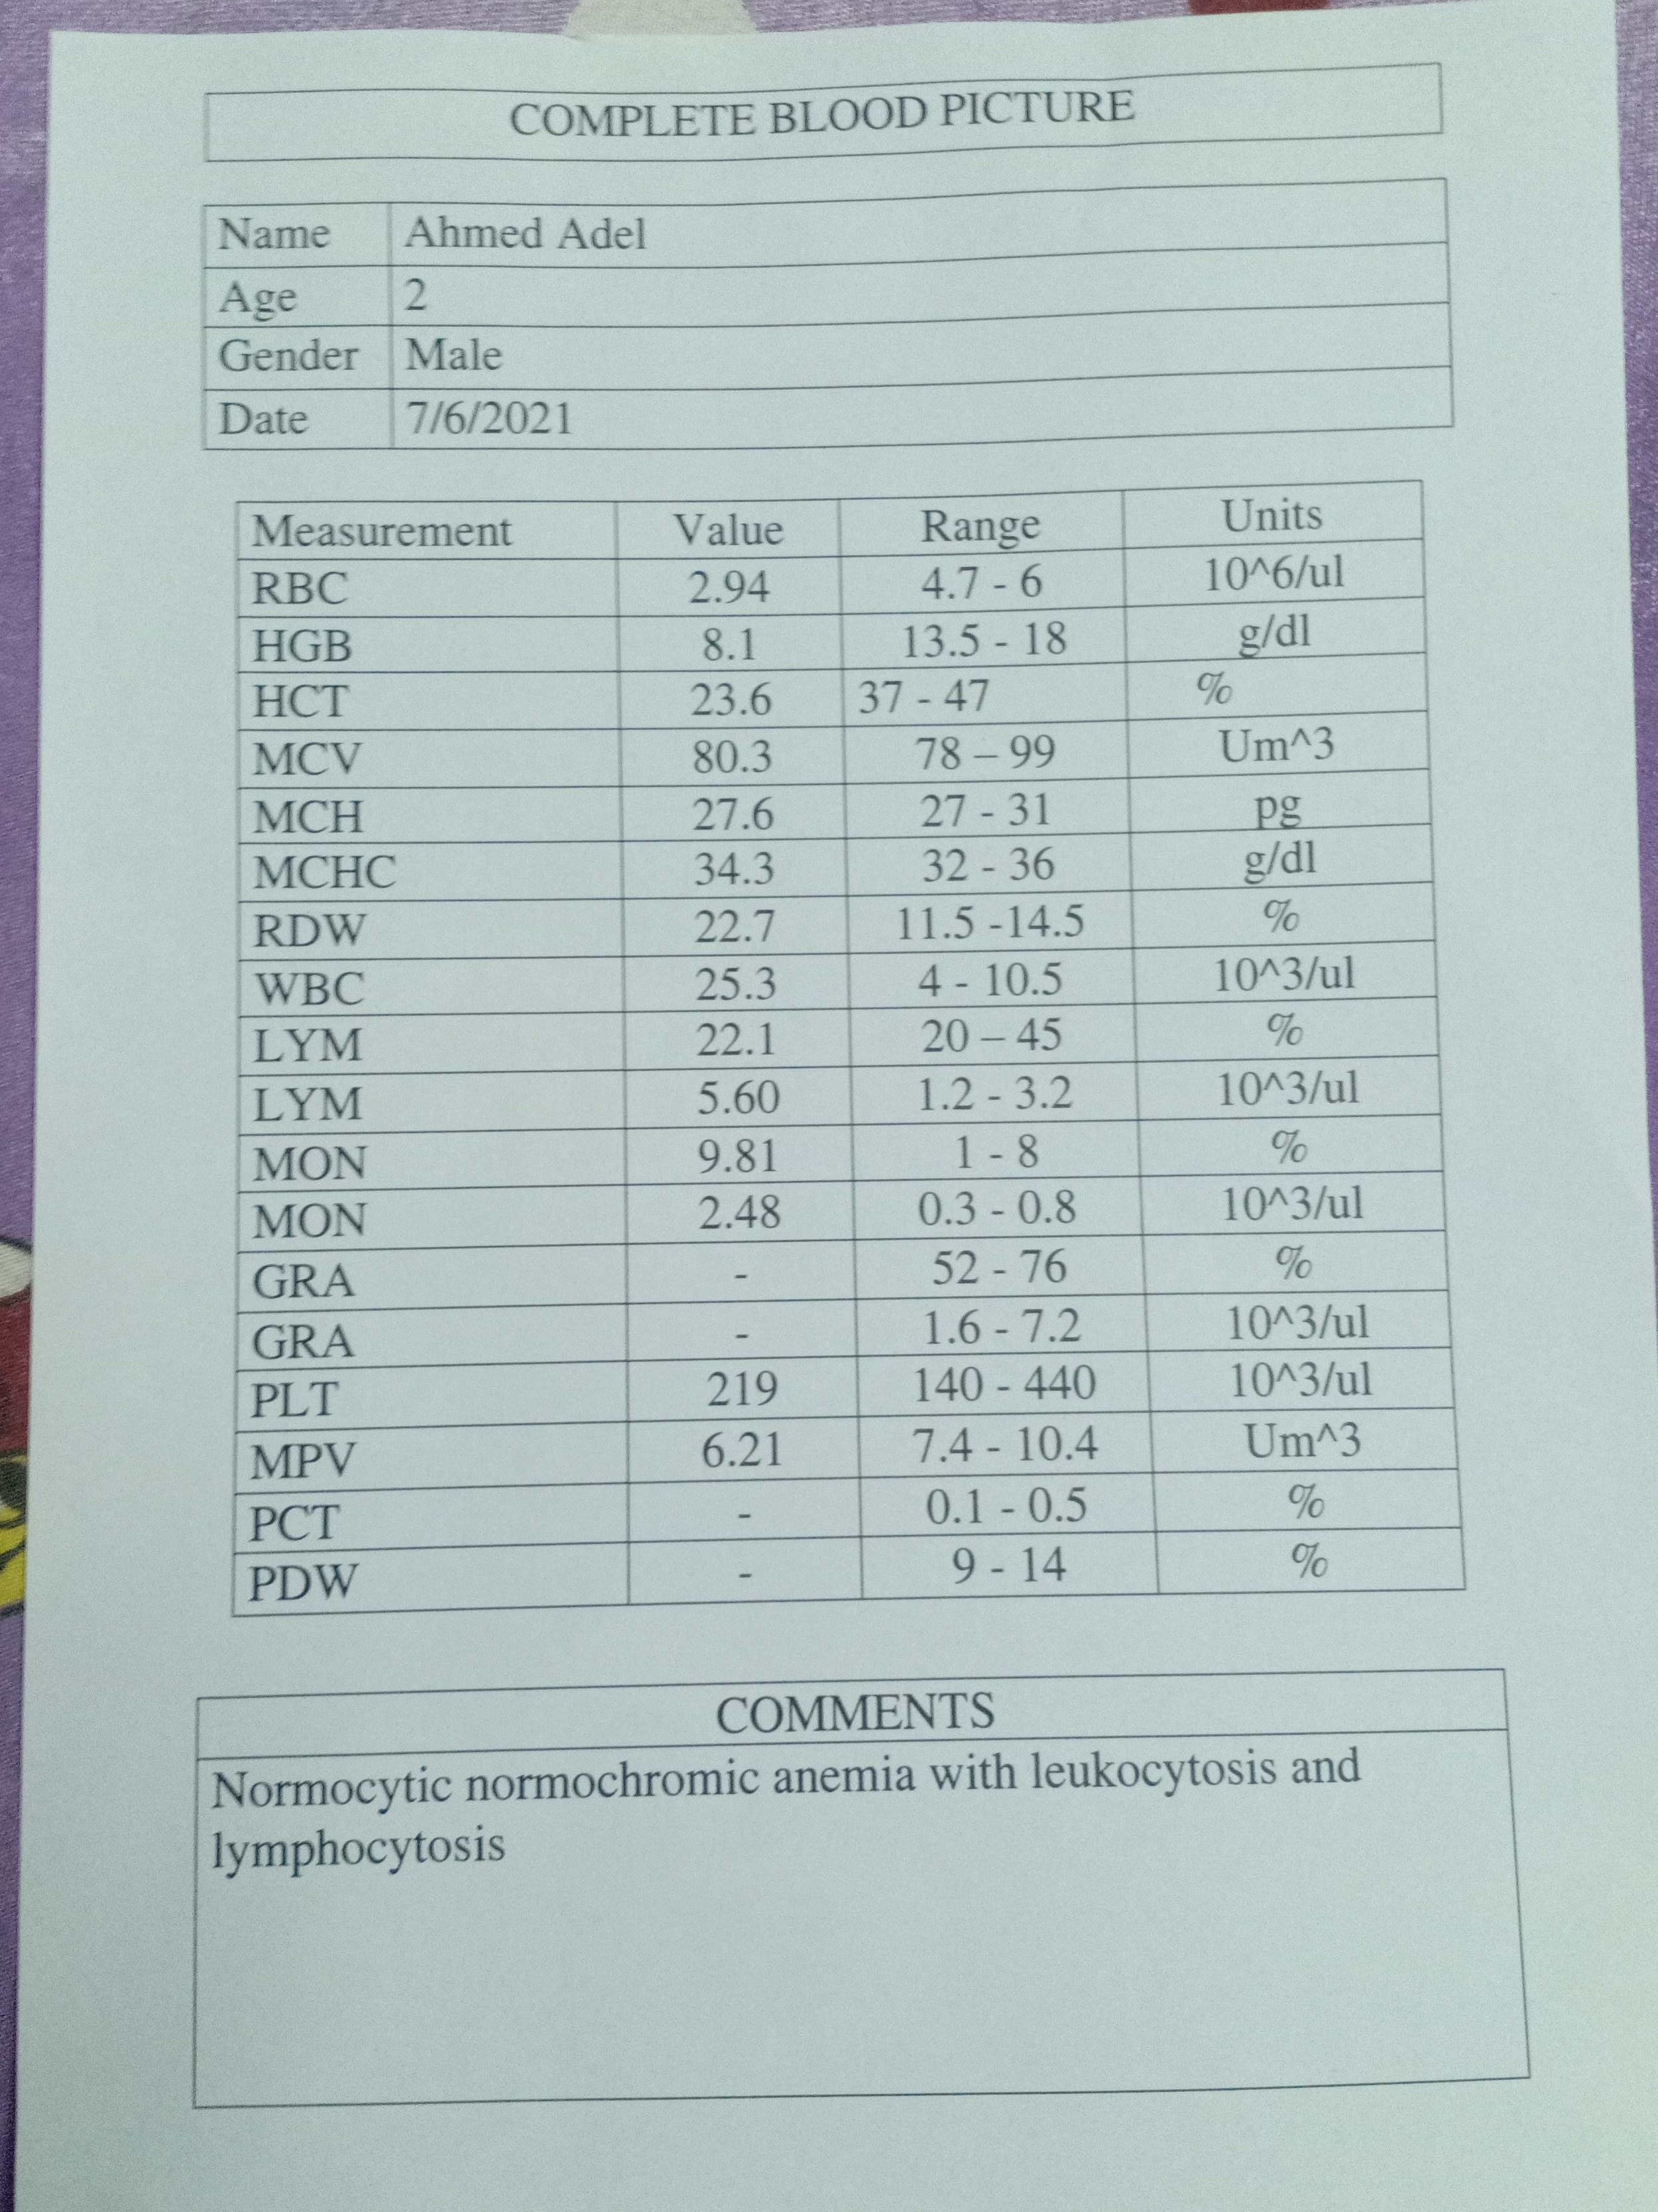 COMPLETE BLOOD PICTURE
Name Ahmed Adel
Age 2
Gender Male
Date 7/6/2021
Measurement Value Range Units
RBC 2.94 4.7 - 6 10^6/ul
HGB 8.1 13.5 - 18 g/dl
HCT 23.6 37 - 47 %
MCV 80.3 78 – 99 Um^3
MCH 27.6 27 - 31 pg
MCHC 34.3 32 - 36 g/dl
RDW 22.7 11.5 -14.5 %
WBC 25.3 4 - 10.5 10^3/ul
LYM 22.1 20 – 45 %
LYM 5.60 1.2 - 3.2 10^3/ul
MON 9.81 1 - 8 %
MON 2.48 0.3 - 0.8 10^3/ul
GRA - 52 - 76 %
GRA - 1.6 - 7.2 10^3/ul
PLT 219 140 - 440 10^3/ul
MPV 6.21 7.4 - 10.4 Um^3
PCT - 0.1 - 0.5 %
PDW - 9 - 14 %
COMMENTS
Normocytic normochromic anemia with leukocytosis and
lymphocytosis